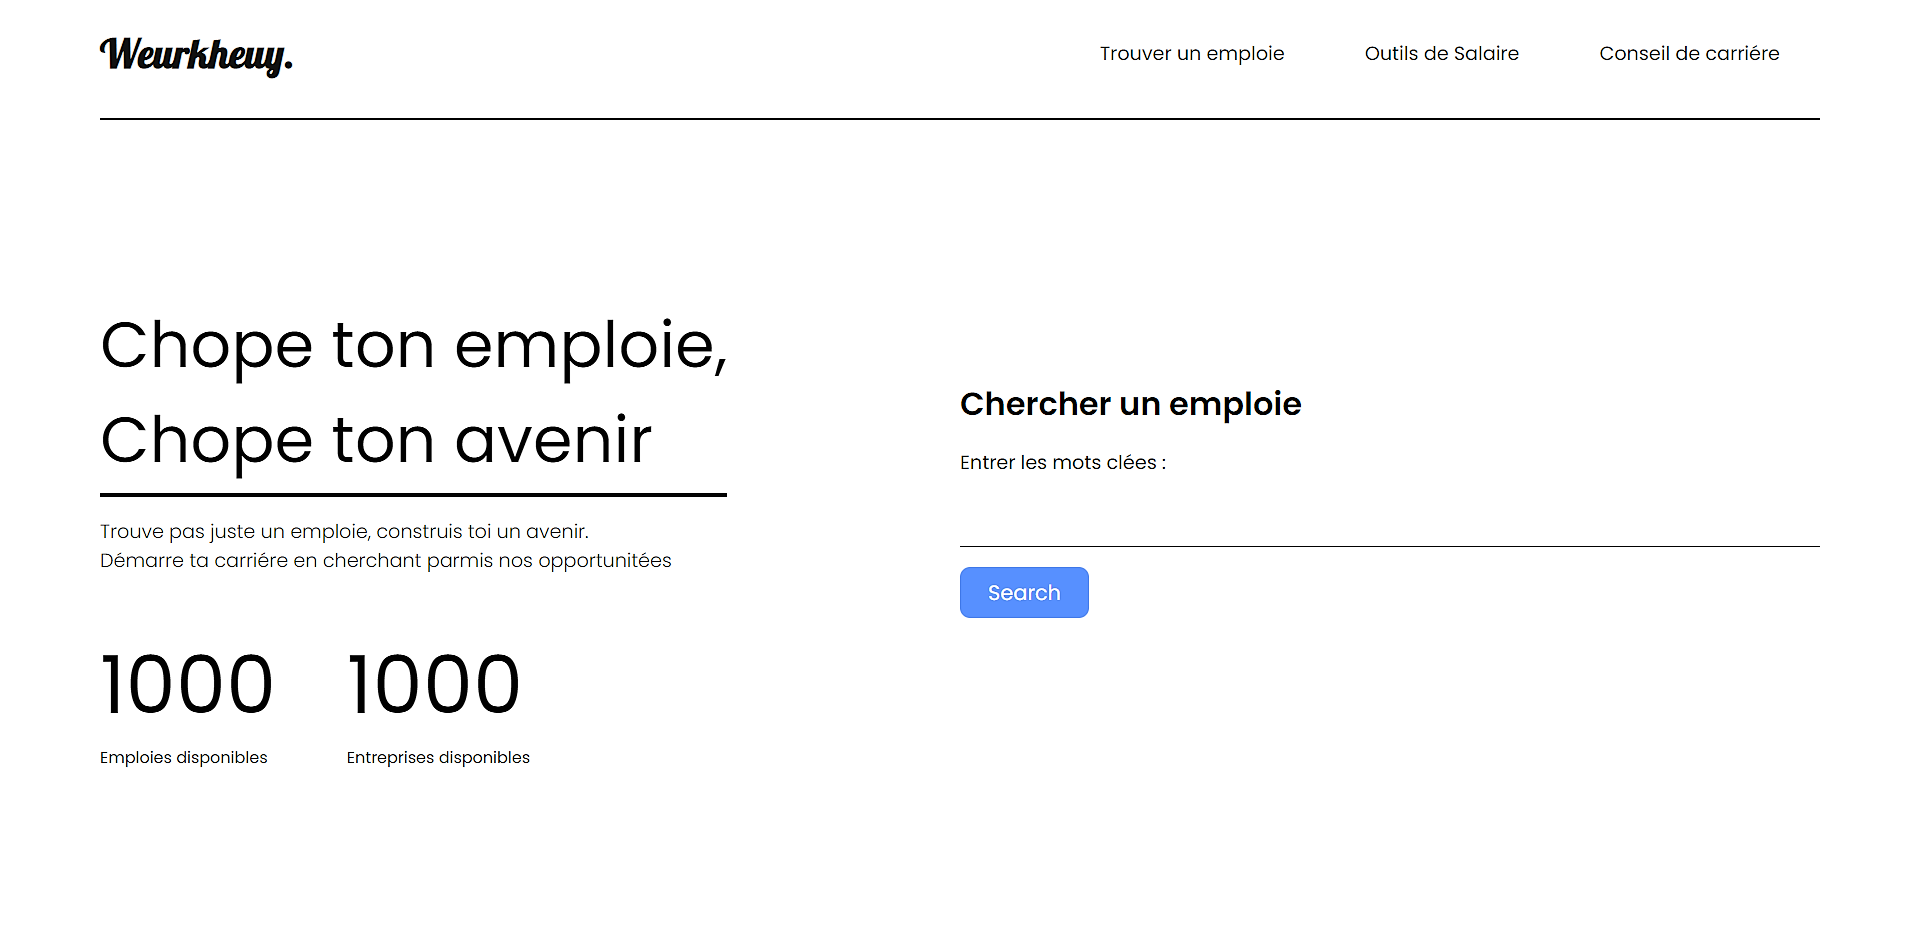 Weurkheuy.
Trouver un emploie
Outils de Salaire
Conseil de carriére
Chope ton emploie,
Chope ton avenir
Trouve pas juste un emploie, construis toi un avenir.
Démarre ta carriére en cherchant parmis nos opportunitées
1000
Emploies disponibles
1000
Entreprises disponibles
Chercher un emploie
Entrer les mots clées :
Search